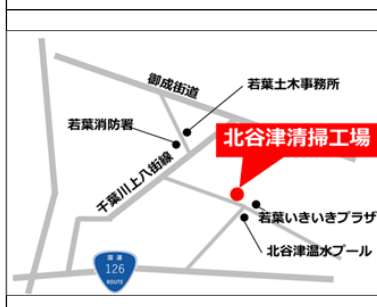 御成街道
若葉土木事務所
若葉消防署
北谷津清掃工場
千葉川上八街線
若葉いきいきプラザ
北谷津温水プール
国道
126
ROUTE